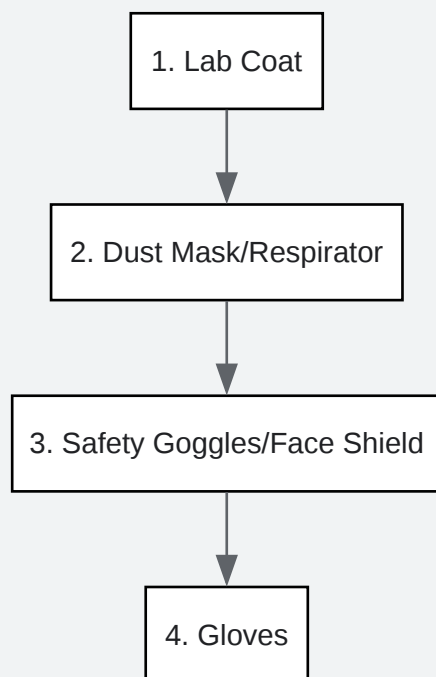 1. Lab Coat
2. Dust Mask/Respirator
3. Safety Goggles/Face Shield
4. Gloves